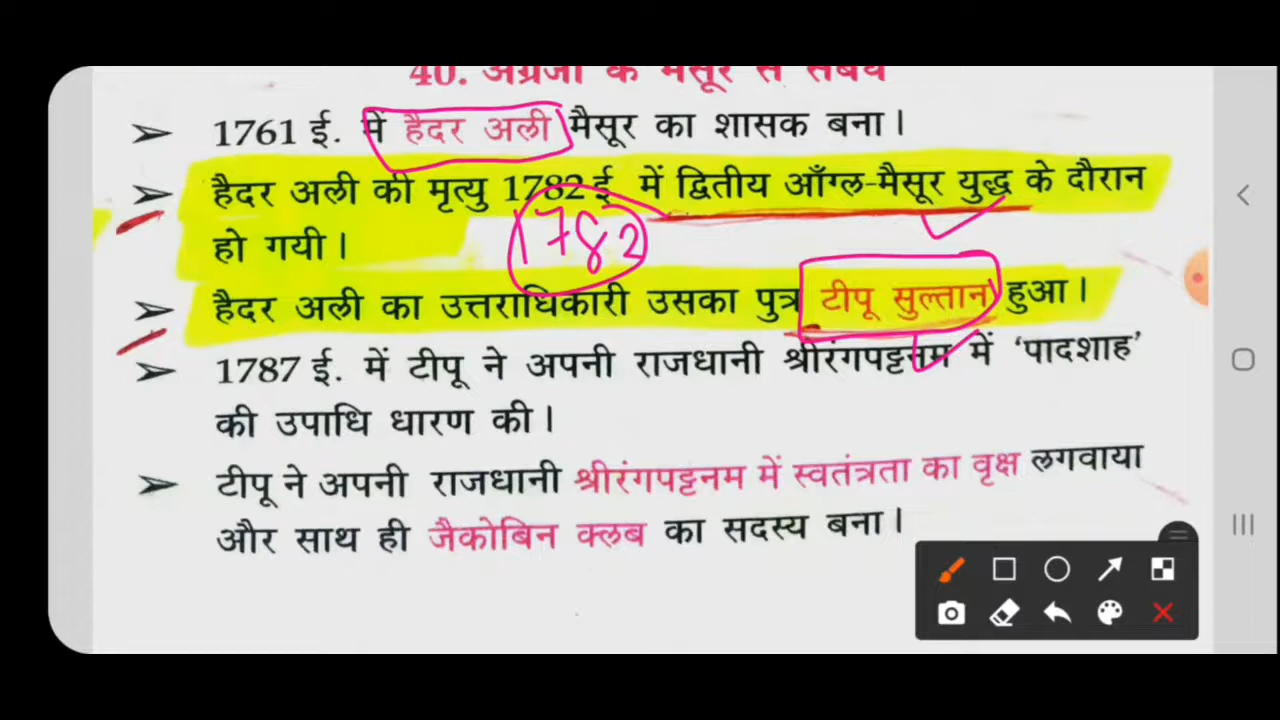 40. अंग्रेजों के मैसूर से संबंध
1761 ई. में हैदर अली मैसूर का शासक बना।
हैदर अली की मृत्यु 1782 ई में द्वितीय आँग्ल-मैसूर युद्ध के दौरान
हो गयी।
1782
हैदर अली का उत्तराधिकारी उसका पुत्र टीपू सुल्तान हुआ।
1787 ई. में टीपू ने अपनी राजधानी श्रीरंगपट्टनम में 'पादशाह'
की उपाधि धारण की।
टीपू ने अपनी राजधानी श्रीरंगपट्टनम में स्वतंत्रता का वृक्ष लगवाया
और साथ ही जैकोबिन क्लब का सदस्य बना।